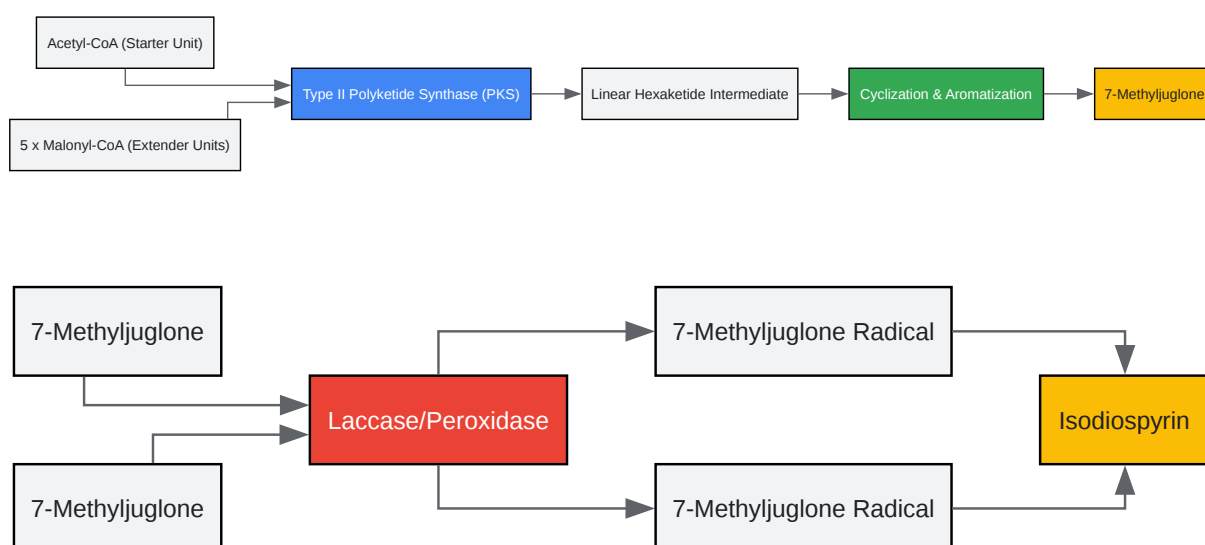 Acetyl-CoA (Starter Unit)
5 x Malonyl-CoA (Extender Units)
Type II Polyketide Synthase (PKS)
Linear Hexaketide Intermediate
Cyclization & Aromatization
7-Methyljuglone
7-Methyljuglone
7-Methyljuglone
Laccase/Peroxidase
7-Methyljuglone Radical
7-Methyljuglone Radical
Isodiospyrin